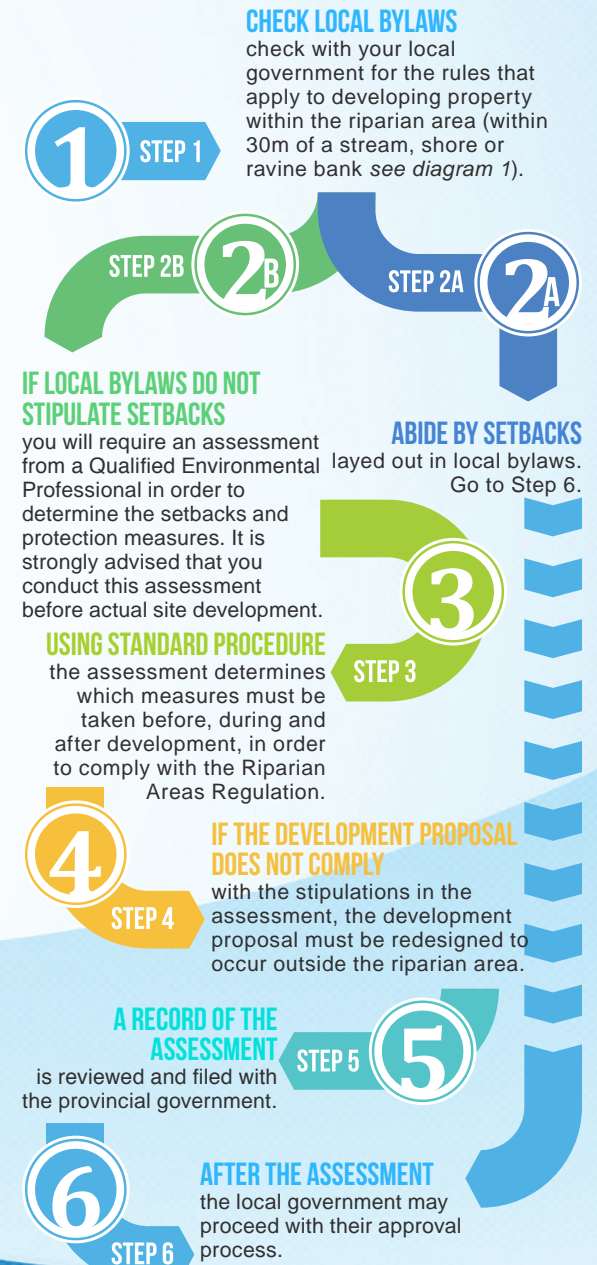 CHECK LOCAL BYLAWS
check with your local
government for the rules that
apply to developing property
within the riparian area (within
30m of a stream, shore or
ravine bank see diagram 1).
1
STEP 1
STEP 2B
2B
STEP 2A
2A
IF LOCAL BYLAWS DO NOT
STIPULATE SETBACKS
you will require an assessment
from a Qualified Environmental
Professional in order to
determine the setbacks and
protection measures. It is
strongly advised that you
conduct this assessment
before actual site development.
ABIDE BY SETBACKS
layed out in local bylaws.
Go to Step 6.
3
STEP 3
USING STANDARD PROCEDURE
the assessment determines
which measures must be
taken before, during and
after development, in order
to comply with the Riparian
Areas Regulation.
4
STEP 4
IF THE DEVELOPMENT PROPOSAL
DOES NOT COMPLY
with the stipulations in the
assessment, the development
proposal must be redesigned to
occur outside the riparian area.
A RECORD OF THE
ASSESSMENT
is reviewed and filed with
the provincial government.
STEP 5
5
6
STEP 6
AFTER THE ASSESSMENT
the local government may
proceed with their approval
process.